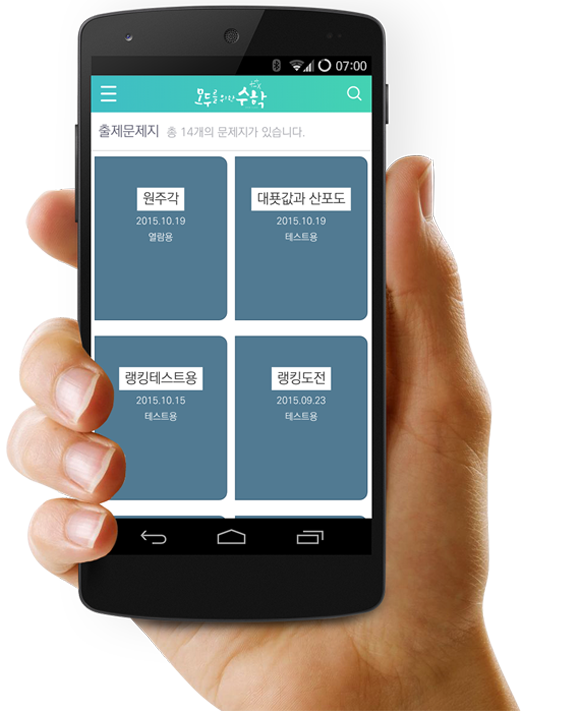 07:00
모두를위한 수학
출제문제지 총 14개의 문제지가 있습니다.
원주각
2015.10.19
열람용
대푯값과 산포도
2015.10.19
테스트용
랭킹테스트용
2015.10.15
테스트용
랭킹도전
2015.09.23
테스트용